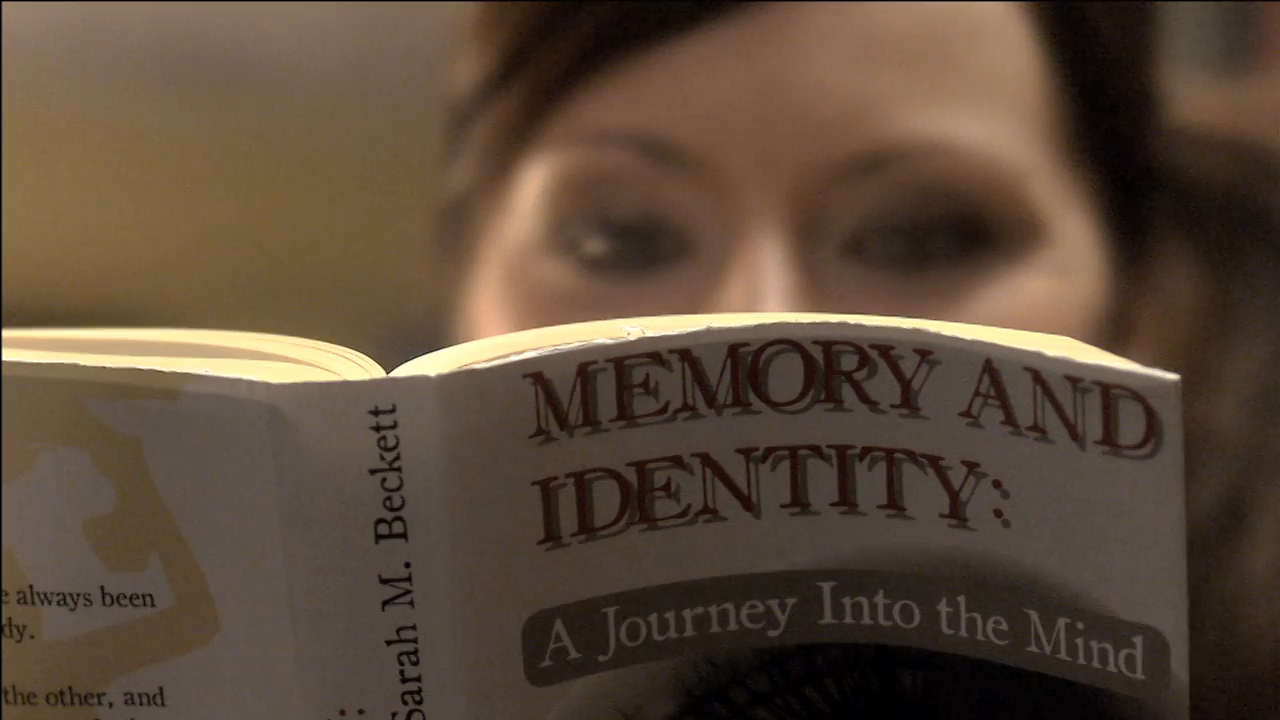 e always been
dy.
the other, and
Sarah M. Beckett
MEMORY AND
IDENTITY:
A Journey Into the Mind